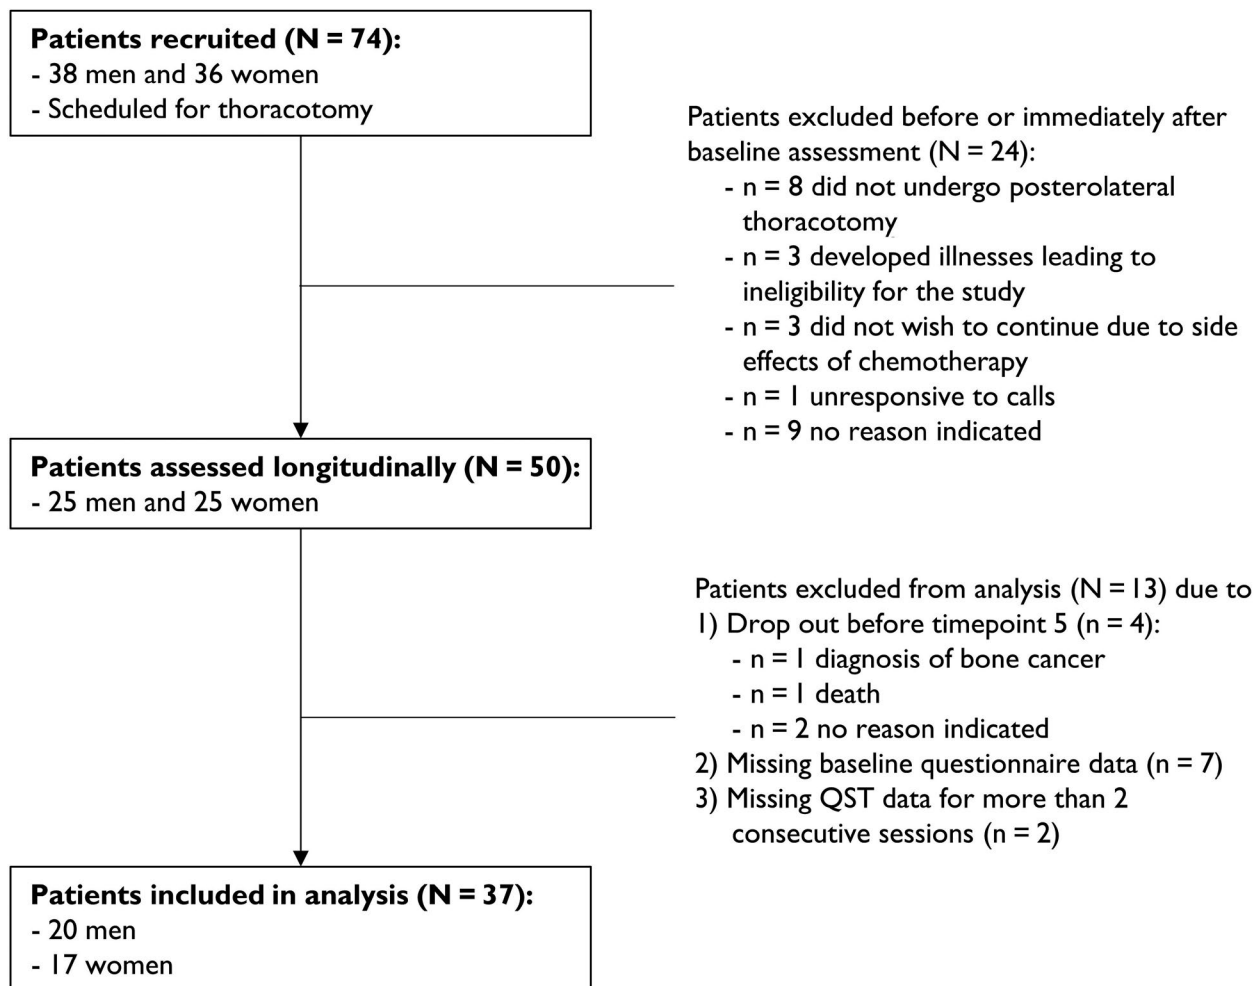 Patients recruited (N = 74):
- 38 men and 36 women
- Scheduled for thoracotomy
Patients excluded before or immediately after
baseline assessment (N = 24):
- n = 8 did not undergo posterolateral
thoracotomy
- n = 3 developed illnesses leading to
ineligibility for the study
- n = 3 did not wish to continue due to side
effects of chemotherapy
- n = 1 unresponsive to calls
- n = 9 no reason indicated
Patients assessed longitudinally (N = 50):
- 25 men and 25 women
Patients excluded from analysis (N = 13) due to
1) Drop out before timepoint 5 (n = 4):
- n = 1 diagnosis of bone cancer
- n = 1 death
- n = 2 no reason indicated
2) Missing baseline questionnaire data (n = 7)
3) Missing QST data for more than 2
consecutive sessions (n = 2)
Patients included in analysis (N = 37):
- 20 men
- 17 women